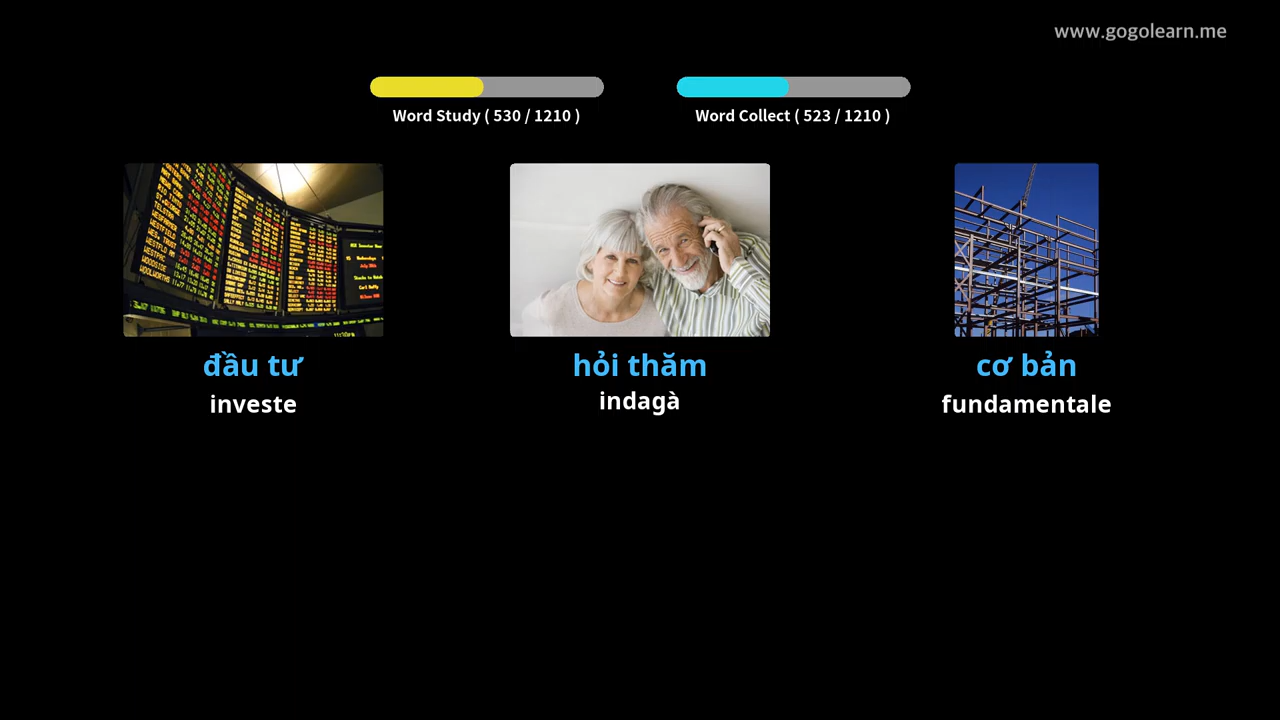 www.gogolearn.me
Word Study ( 530 / 1210 )
Word Collect ( 523 / 1210 )
đầu tư
hỏi thăm
cơ bản
investe
indagà
fundamentale